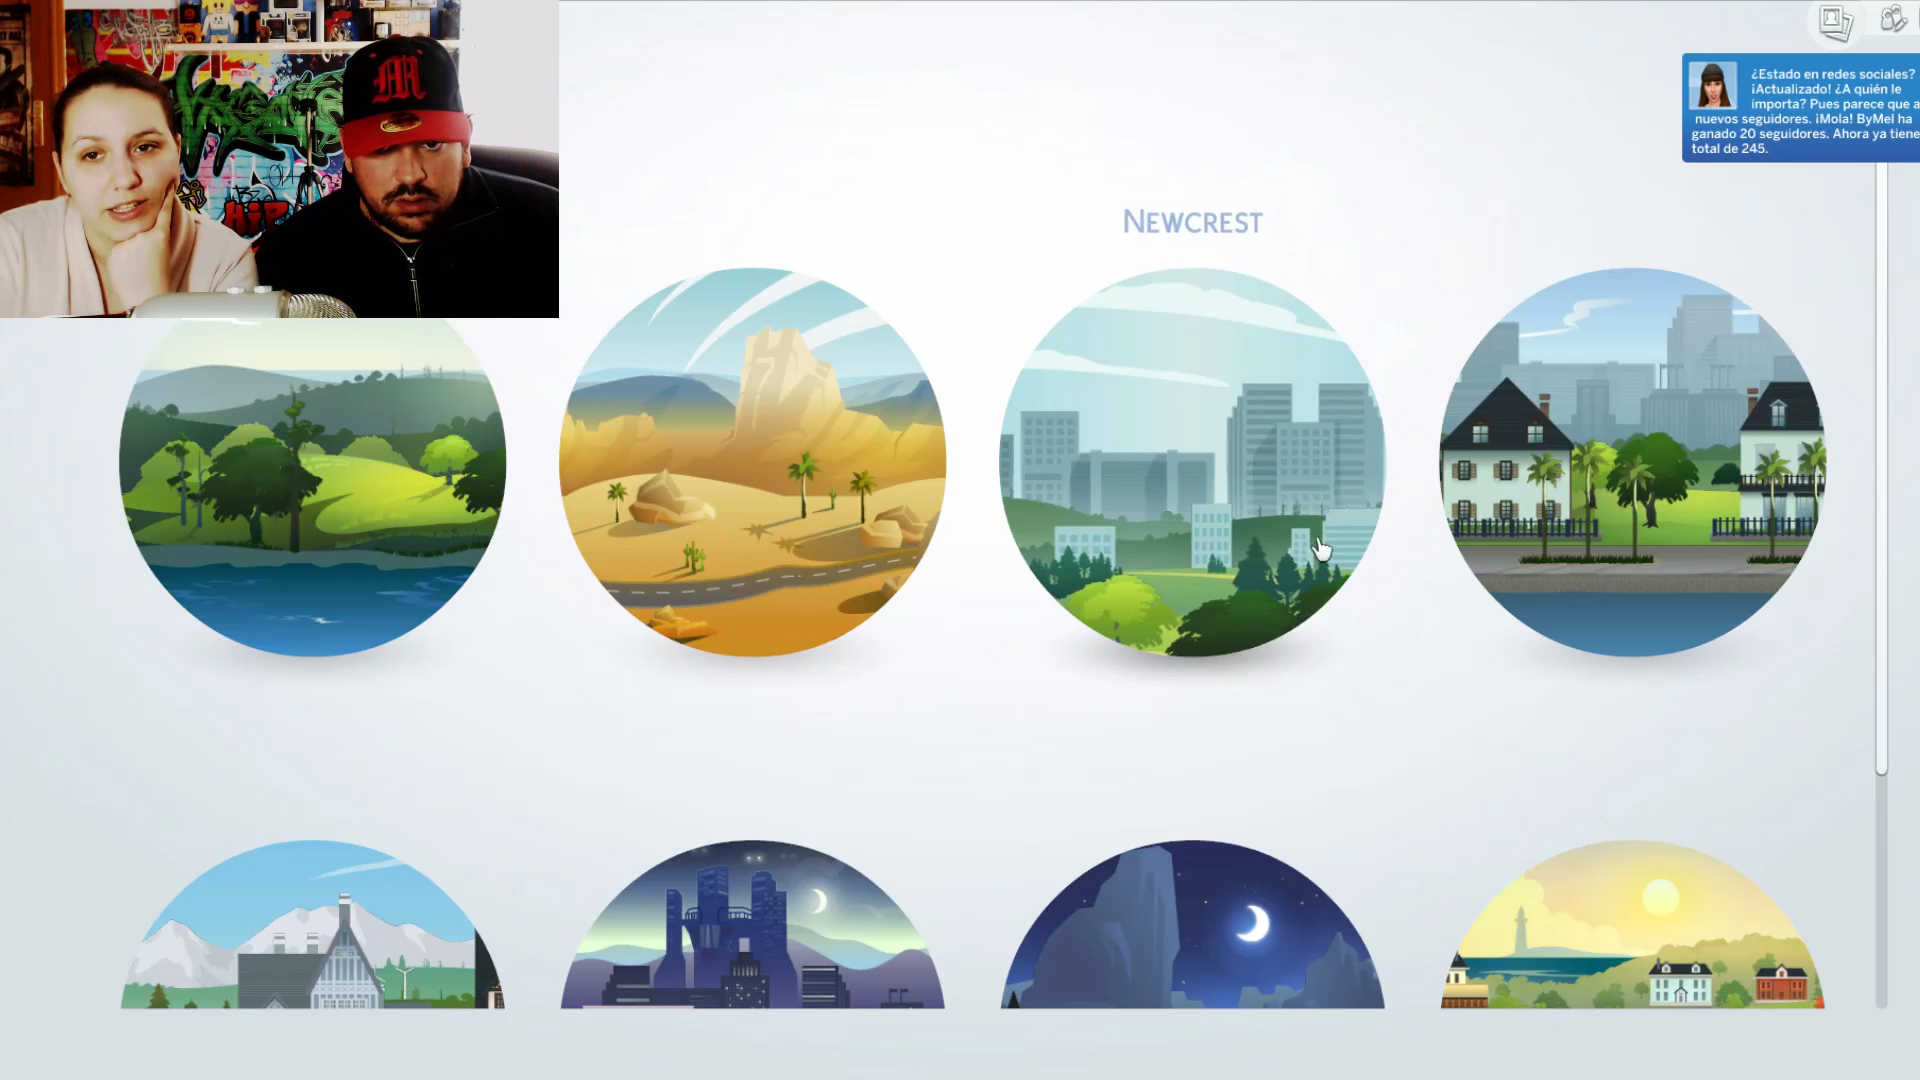 ¿Estado en redes sociales?
¡Actualizado! ¿A quién le
importa? Pues parece que a
nuevos seguidores. ¡Mola! ByMel ha
ganado 20 seguidores. Ahora ya tiene
total de 245.
NEWCREST
M
HIP